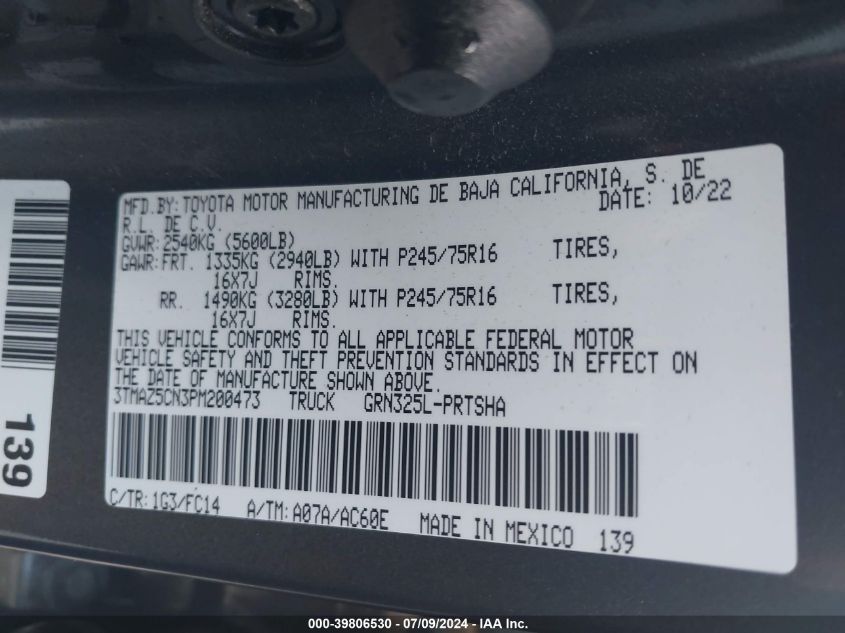 MFD.BY:TOYOTA MOTOR MANUFACTURING DE BAJA CALIFORNIA, S. DE
R.L. DE C.V. DATE: 10/22
GVWR:2540KG (5600LB)
GAWR:FRT. 1335KG (2940LB) WITH P245/75R16 TIRES,
16X7J RIMS.
RR. 1490KG (3280LB) WITH P245/75R16 TIRES,
16X7J RIMS.
THIS VEHICLE CONFORMS TO ALL APPLICABLE FEDERAL MOTOR
VEHICLE SAFETY AND THEFT PREVENTION STANDARDS IN EFFECT ON
THE DATE OF MANUFACTURE SHOWN ABOVE.
3TMAZ5CN3PM200473 TRUCK GRN325L-PRTSHA
C/TR:1G3/FC14 A/TM:A07A/AC60E MADE IN MEXICO 139
139
000-39806530 - 07/09/2024 - IAA Inc.